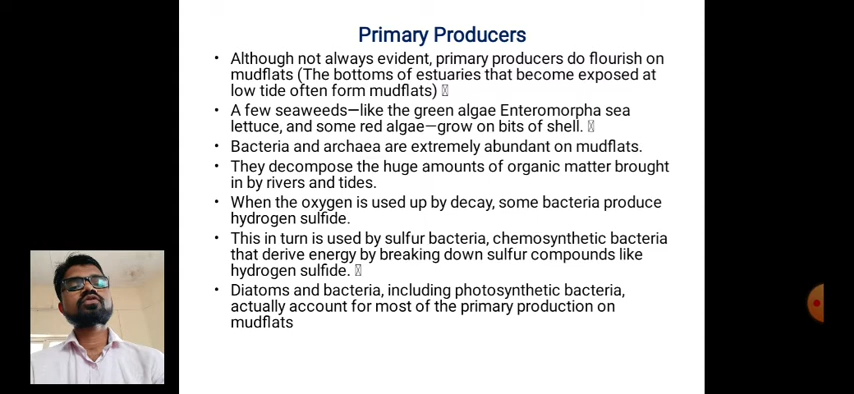 Primary Producers
• Although not always evident, primary producers do flourish on
mudflats (The bottoms of estuaries that become exposed at
low tide often form mudflats) 
• A few seaweeds—like the green algae Enteromorpha sea
lettuce, and some red algae—grow on bits of shell. 
• Bacteria and archaea are extremely abundant on mudflats.
• They decompose the huge amounts of organic matter brought
in by rivers and tides.
• When the oxygen is used up by decay, some bacteria produce
hydrogen sulfide.
• This in turn is used by sulfur bacteria, chemosynthetic bacteria
that derive energy by breaking down sulfur compounds like
hydrogen sulfide. 
• Diatoms and bacteria, including photosynthetic bacteria,
actually account for most of the primary production on
mudflats